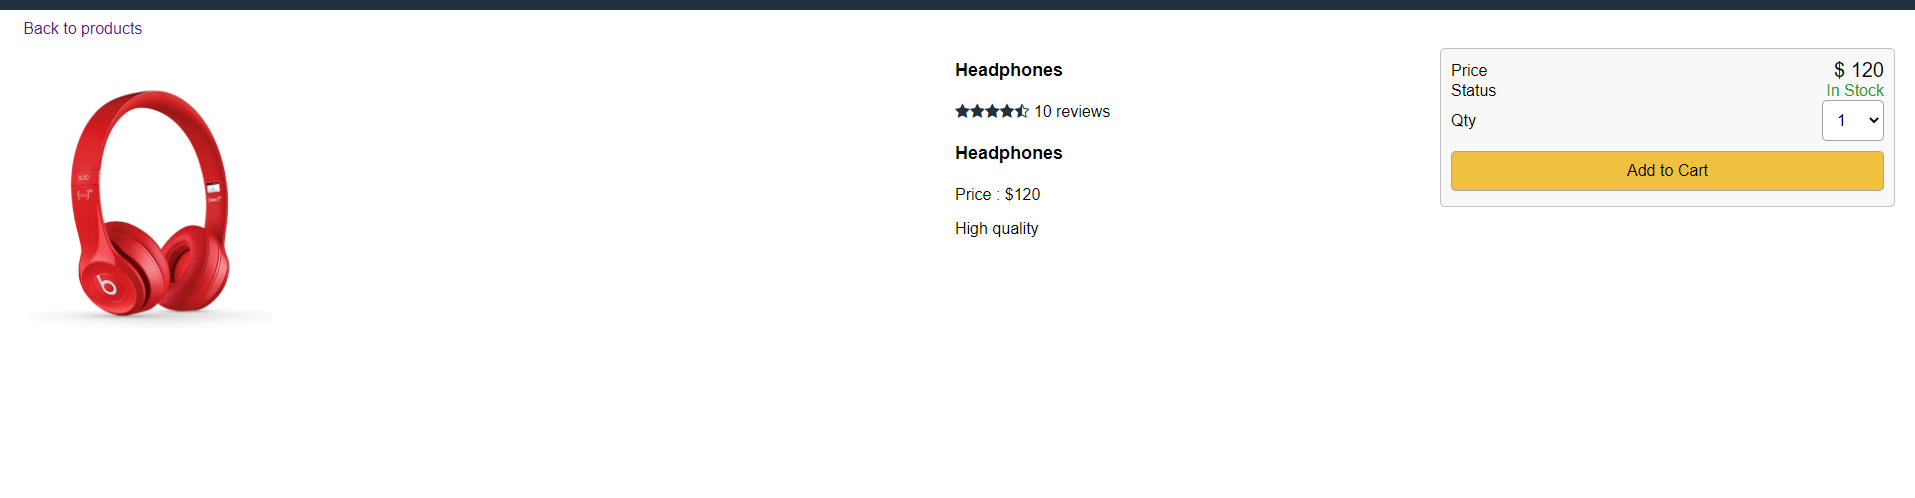 Back to products
solo
b
Headphones
10 reviews
Headphones
Price : $120
High quality
Price $ 120
Status In Stock
Qty 1
Add to Cart